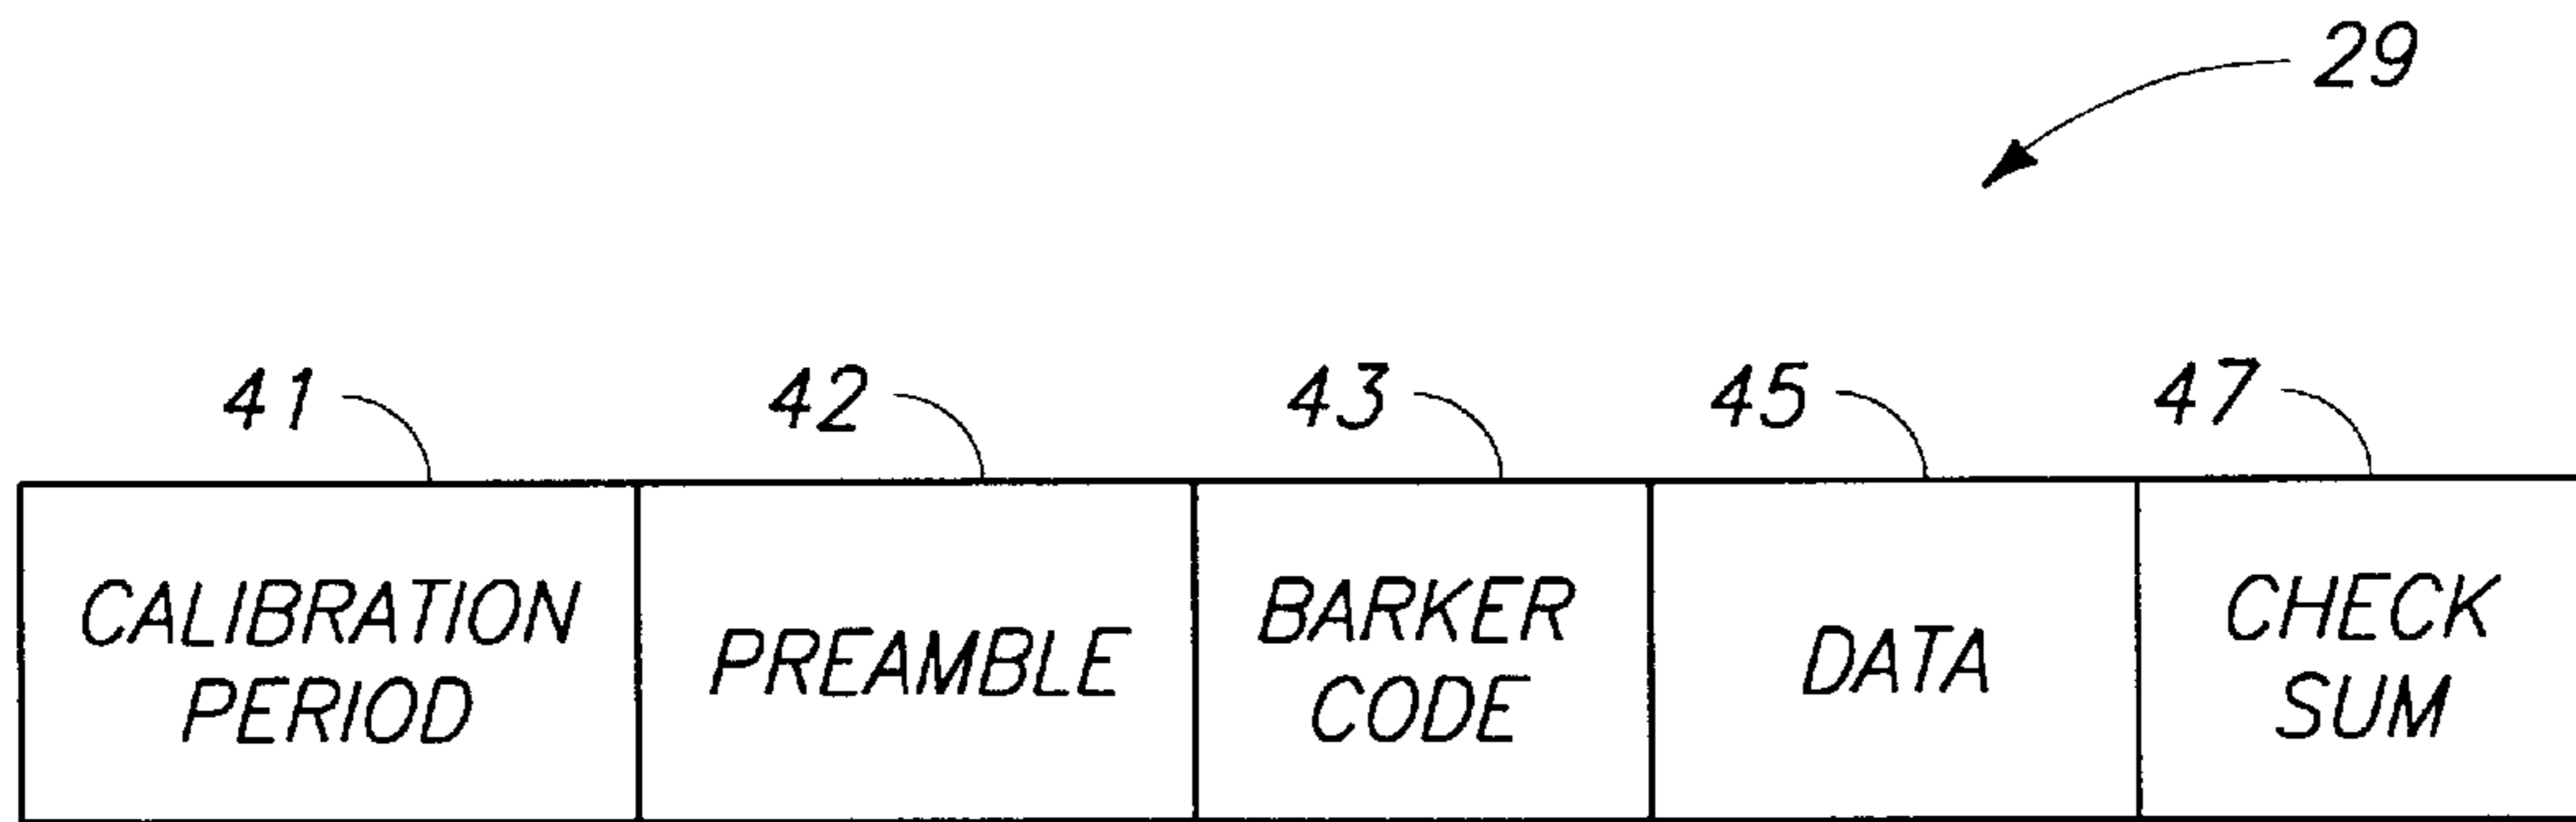 29
41 42 43 45 47
CALIBRATION
PERIOD
PREAMBLE
BARKER
CODE
DATA
CHECK
SUM